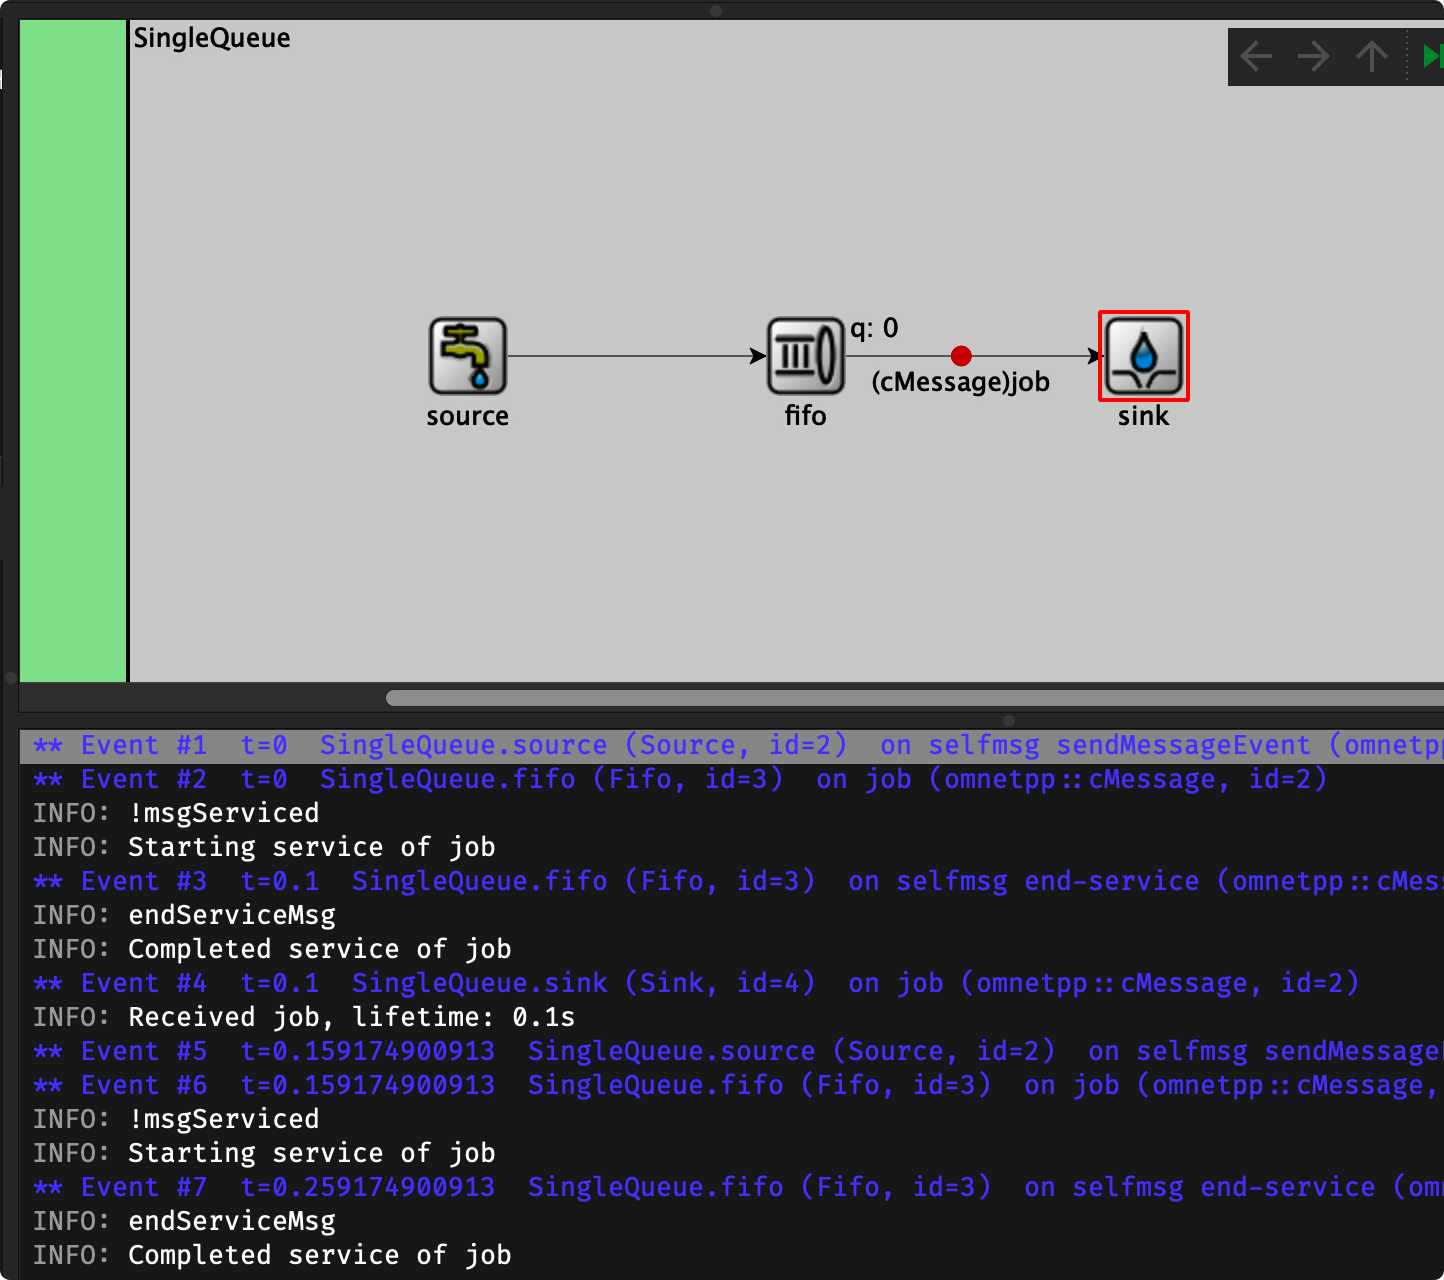 SingleQueue
q: 0
(cMessage)job
source
fifo
sink
** Event #1 t=0 SingleQueue.source (Source, id=2) on selfmsg sendMessageEvent (omnetpp
** Event #2 t=0 SingleQueue.fifo (Fifo, id=3) on job (omnetpp::cMessage, id=2)
INFO: !msgServiced
INFO: Starting service of job
** Event #3 t=0.1 SingleQueue.fifo (Fifo, id=3) on selfmsg end-service (omnetpp::cMess
INFO: endServiceMsg
INFO: Completed service of job
** Event #4 t=0.1 SingleQueue.sink (Sink, id=4) on job (omnetpp::cMessage, id=2)
INFO: Received job, lifetime: 0.1s
** Event #5 t=0.159174900913 SingleQueue.source (Source, id=2) on selfmsg sendMessage
** Event #6 t=0.159174900913 SingleQueue.fifo (Fifo, id=3) on job (omnetpp::cMessage,
INFO: !msgServiced
INFO: Starting service of job
** Event #7 t=0.259174900913 SingleQueue.fifo (Fifo, id=3) on selfmsg end-service (om
INFO: endServiceMsg
INFO: Completed service of job